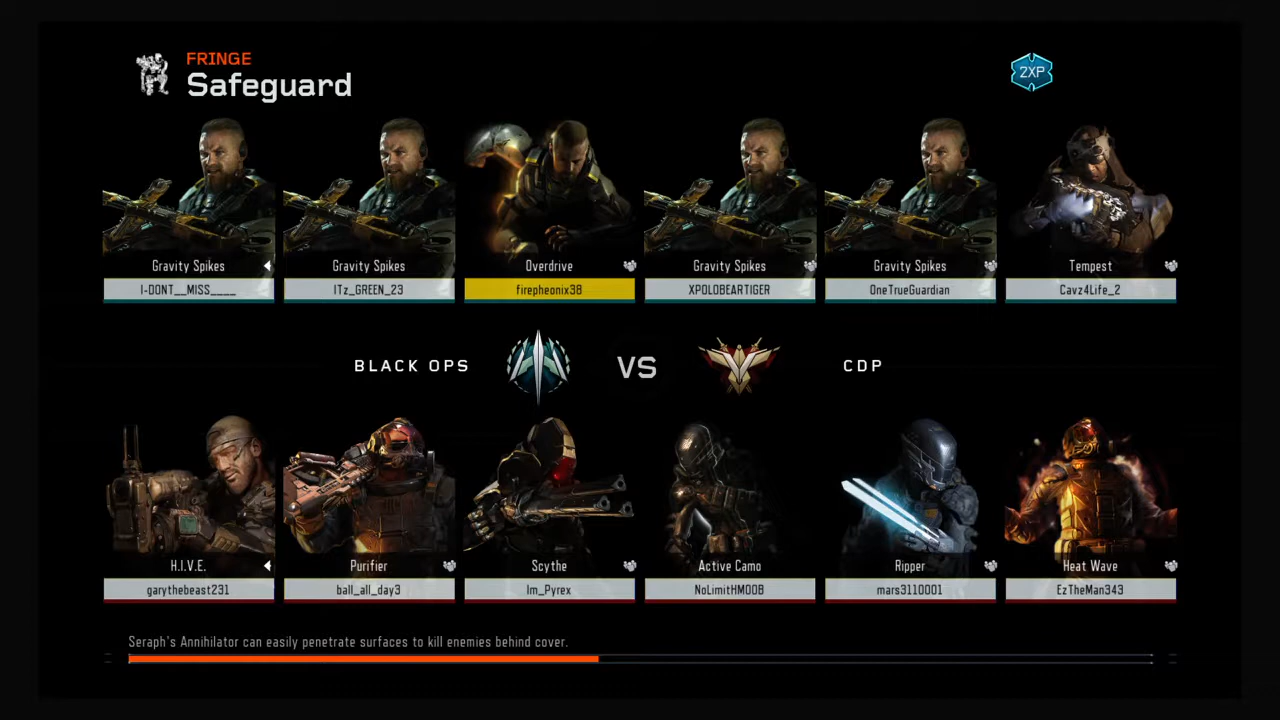 FRINGE
Safeguard
2XP
Gravity Spikes
Gravity Spikes
Overdrive
Gravity Spikes
Gravity Spikes
Tempest
I-DONT__MISS____
ITz_GREEN_23
firepheonix38
XPOLOBEARTIGER
OneTrueGuardian
Cavz4Life_2
BLACK OPS
VS
CDP
H.I.V.E.
Purifier
Scythe
Active Camo
Ripper
Heat Wave
garythebeast231
ball_all_day3
Im_Pyrex
NoLimitHM00B
mars3110001
EzTheMan343
Seraph's Annihilator can easily penetrate surfaces to kill enemies behind cover.